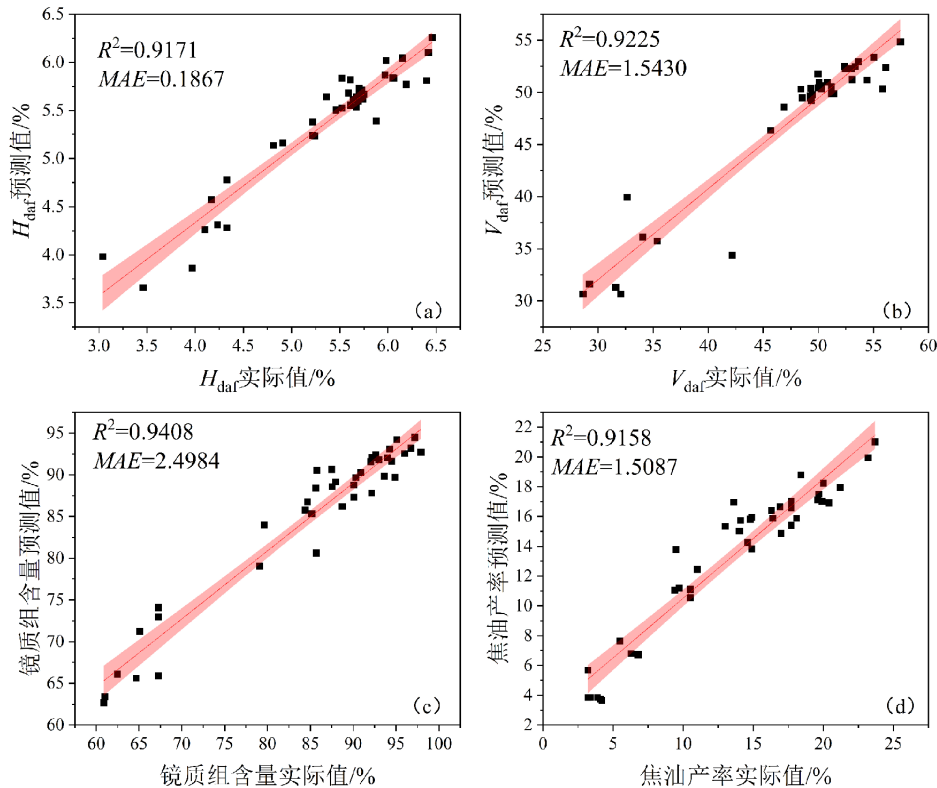 R²=0.9171
MAE=0.1867
6.5
6.0
5.5
5.0
4.5
4.0
3.5
H_daf预测值/%
(a)
3.0 3.5 4.0 4.5 5.0 5.5 6.0 6.5
H_daf实际值/%
R²=0.9225
MAE=1.5430
55
50
45
40
35
30
V_daf预测值/%
(b)
25 30 35 40 45 50 55 60
V_daf实际值/%
R²=0.9408
MAE=2.4984
95
90
85
80
75
70
65
60
镜质组含量预测值/%
(c)
60 65 70 75 80 85 90 95 100
镜质组含量实际值/%
R²=0.9158
MAE=1.5087
22
20
18
16
14
12
10
8
6
4
2
焦油产率预测值/%
(d)
0 5 10 15 20 25
焦油产率实际值/%